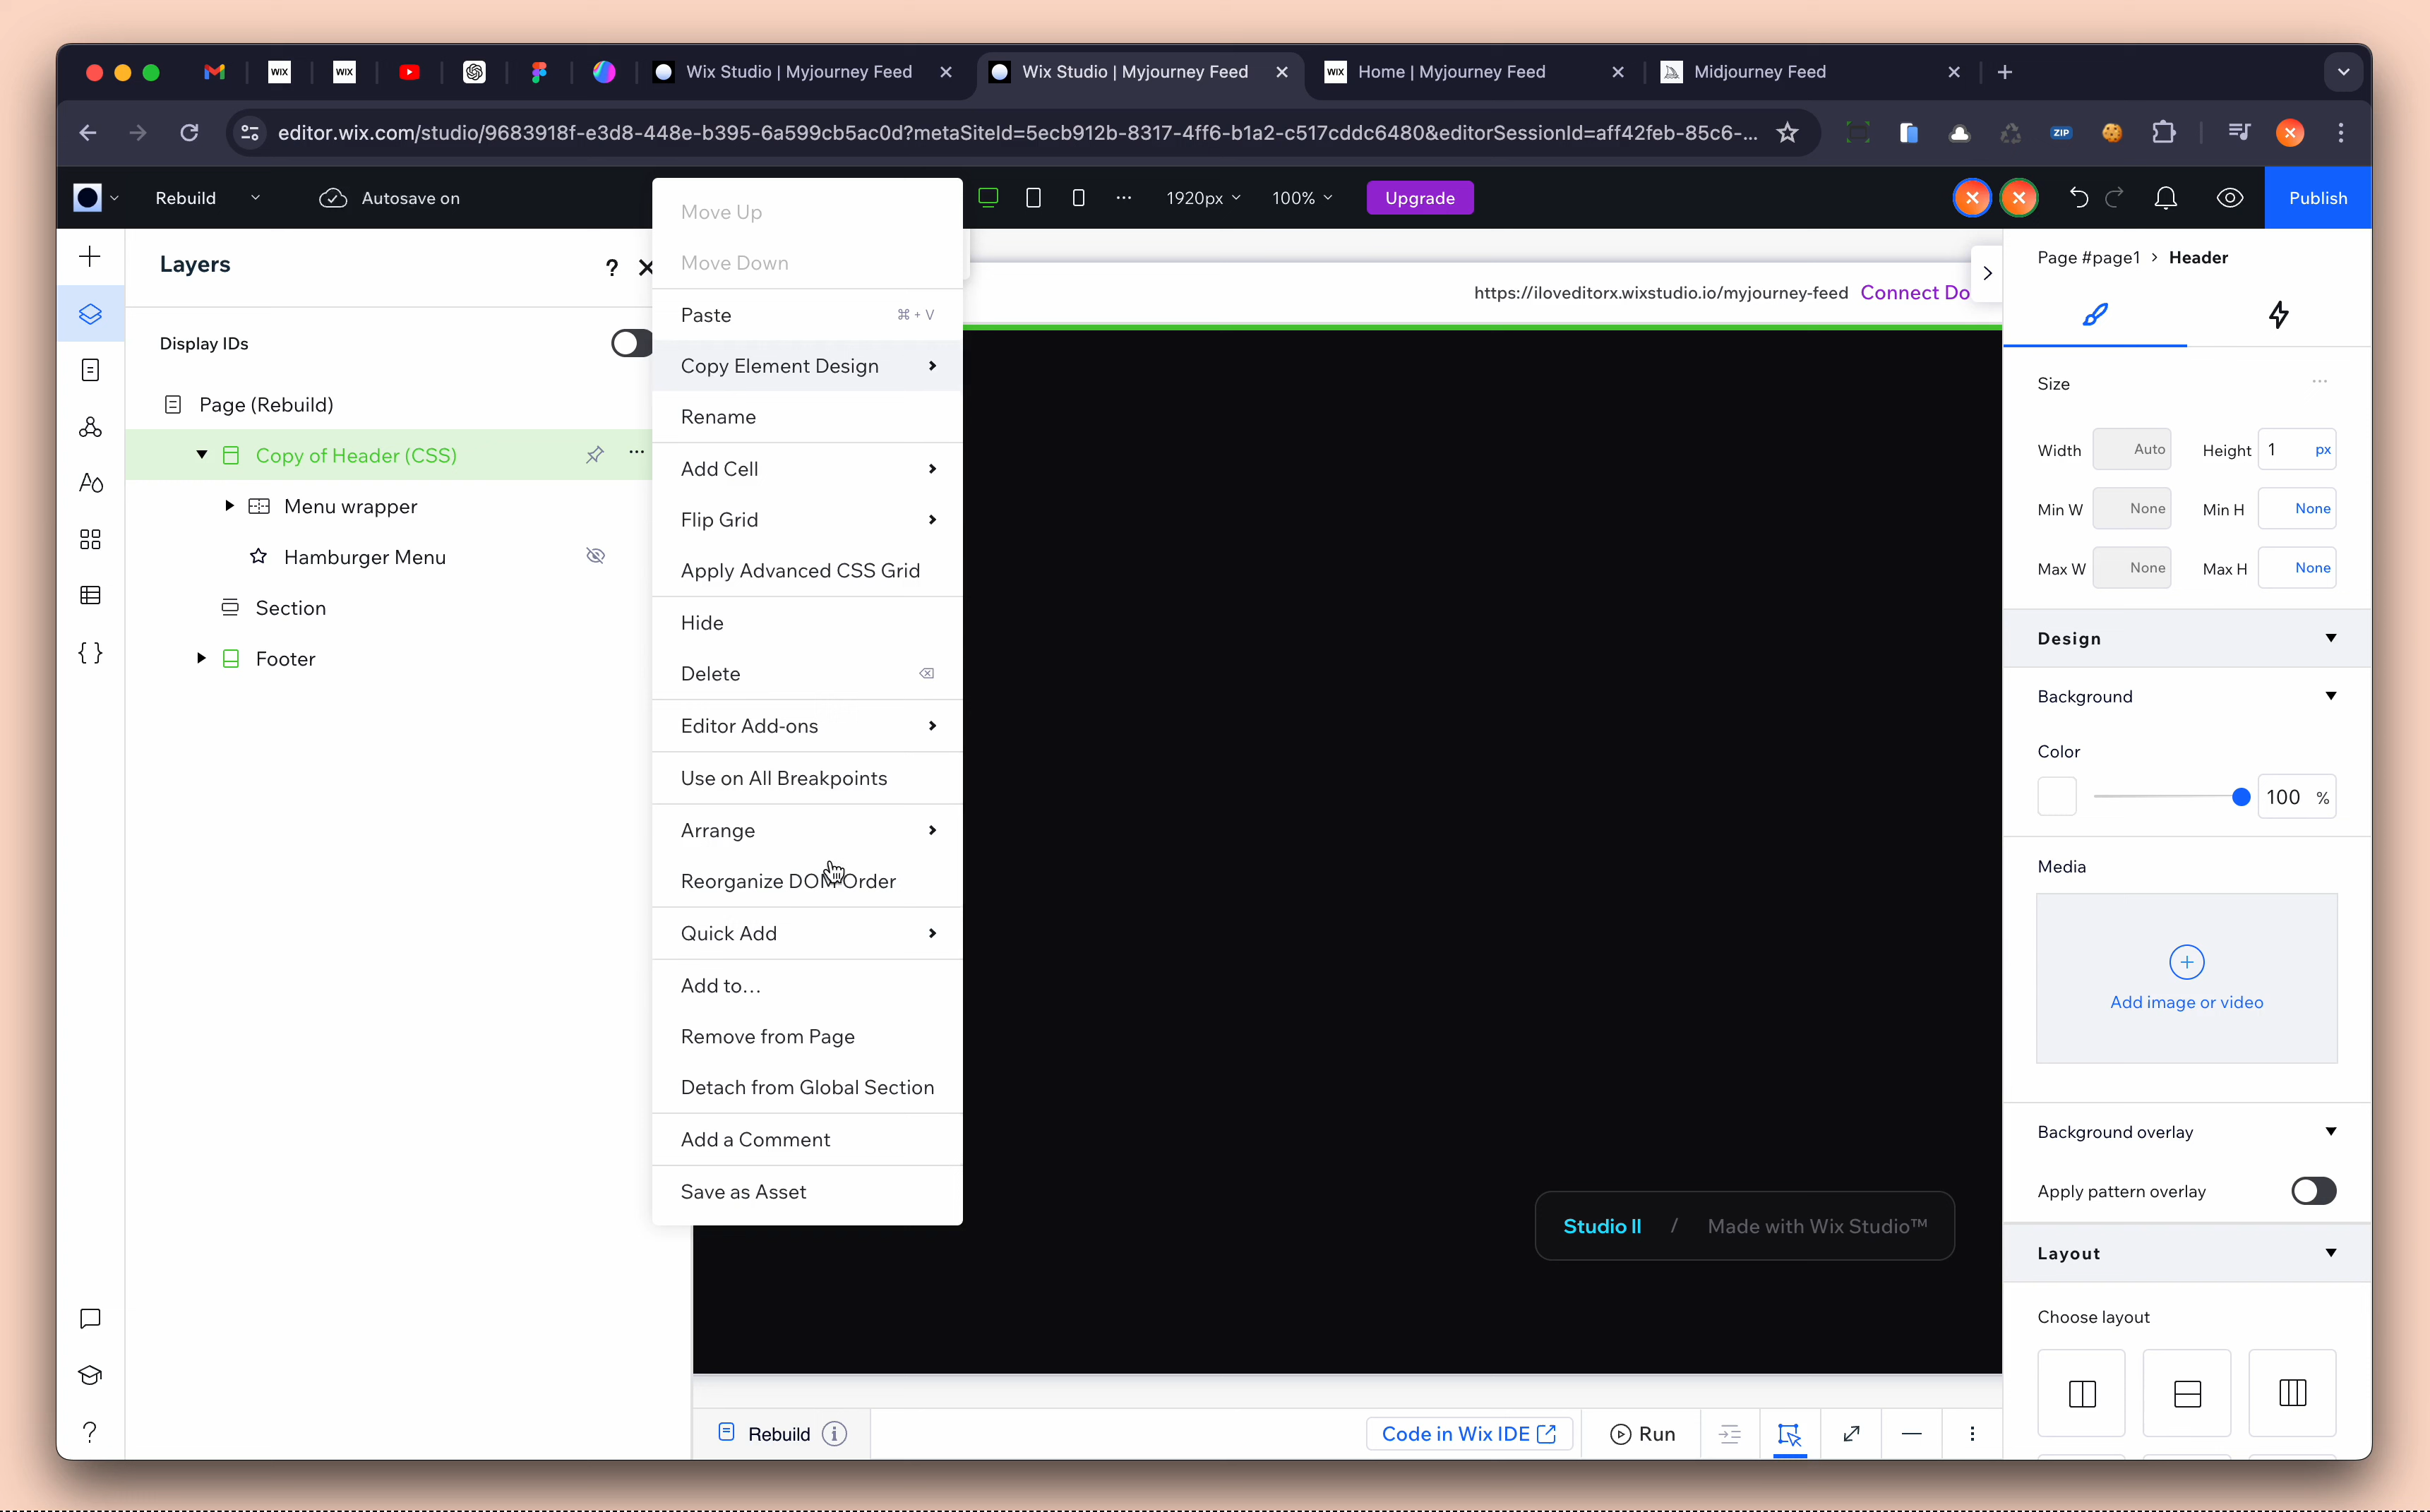 WIX
WIX
Wix Studio | Myjourney Feed
Wix Studio | Myjourney Feed
WIX
Home | Myjourney Feed
Midjourney Feed
editor.wix.com/studio/9683918f-e3d8-448e-b395-6a599cb5ac0d?metaSiteId=5ecb912b-8317-4ff6-b1a2-c517cddc6480&editorSessionId=aff42feb-85c6-...
ZIP
Rebuild
Autosave on
1920px
100%
Upgrade
Publish
Layers
?
Display IDs
Page (Rebuild)
Copy of Header (CSS)
Menu wrapper
Hamburger Menu
Section
Footer
Move Up
Move Down
Paste
⌘ + V
Copy Element Design
Rename
Add Cell
Flip Grid
Apply Advanced CSS Grid
Hide
Delete
Editor Add-ons
Use on All Breakpoints
Arrange
Reorganize DOM Order
Quick Add
Add to...
Remove from Page
Detach from Global Section
Add a Comment
Save as Asset
https://iloveditorx.wixstudio.io/myjourney-feed
Connect Do
Studio II / Made with Wix Studio™
Rebuild
Code in Wix IDE
Run
Page #page1 > Header
Size
Width Auto Height 1 px
Min W None Min H None
Max W None Max H None
Design
Background
Color
100 %
Media
Add image or video
Background overlay
Apply pattern overlay
Layout
Choose layout